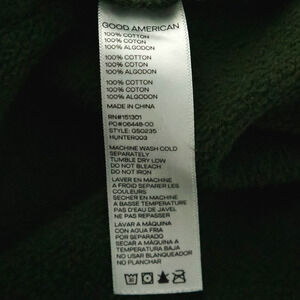 GOOD AMERICAN
100% COTTON
100% COTON
100% ALGODON
100% COTTON
100% COTON
100% ALGODON
100% COTTON
100% COTON
100% ALGODON
MADE IN CHINA
RN#151301
PO#06448-00
STYLE: GS0235
HUNTER003
MACHINE WASH COLD
SEPARATELY
TUMBLE DRY LOW
DO NOT BLEACH
DO NOT IRON
LAVER EN MACHINE
A FROID SEPARER LES
COULEURS
SECHER EN MACHINE
A BASSE TEMPERATURE
PAS D'EAU DE JAVEL
NE PAS REPASSER
LAVAR A MÁQUINA
CON AGUA FRIA
POR SEPARADO
SECAR A MÁQUINA A
TEMPERATURA BAJA
NO USAR BLANQUEADOR
NO PLANCHAR